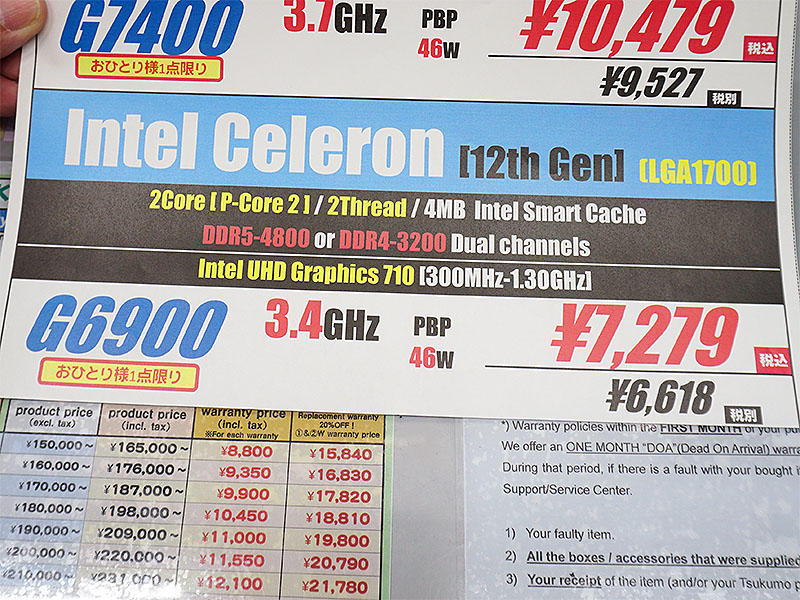 G7400 3.7GHz PBP 46W ¥10,479 税込
おひとり様1点限り ¥9,527 税別
Intel Celeron [12th Gen] (LGA1700)
2Core [ P-Core 2 ] / 2Thread / 4MB Intel Smart Cache
DDR5-4800 or DDR4-3200 Dual channels
Intel UHD Graphics 710 [300MHz-1.30GHz]
G6900 3.4GHz PBP 46W ¥7,279 税込
おひとり様1点限り ¥6,618 税別
product price (excl. tax) product price (incl. tax) warranty price (incl. tax) ※For each warranty Replacement warranty 20%OFF! ①&②W warranty price
¥150,000～ ¥165,000～ ¥8,800 ¥15,840
¥160,000～ ¥176,000～ ¥9,350 ¥16,830
¥170,000～ ¥187,000～ ¥9,900 ¥17,820
¥180,000～ ¥198,000～ ¥10,450 ¥18,810
¥190,000～ ¥209,000～ ¥11,000 ¥19,800
¥200,000～ ¥220,000～ ¥11,550 ¥20,790
¥210,000～ ¥231,000～ ¥12,100 ¥21,780
*) Warranty policies within the FIRST MONTH of your
We offer an ONE MONTH "DOA"(Dead On Arrival)
During that period, if there is a fault with your bought
Support/Service Center.
1) Your faulty item.
2) All the boxes / accessories that were supplied
3) Your receipt of the item (and/or your Tsukumo